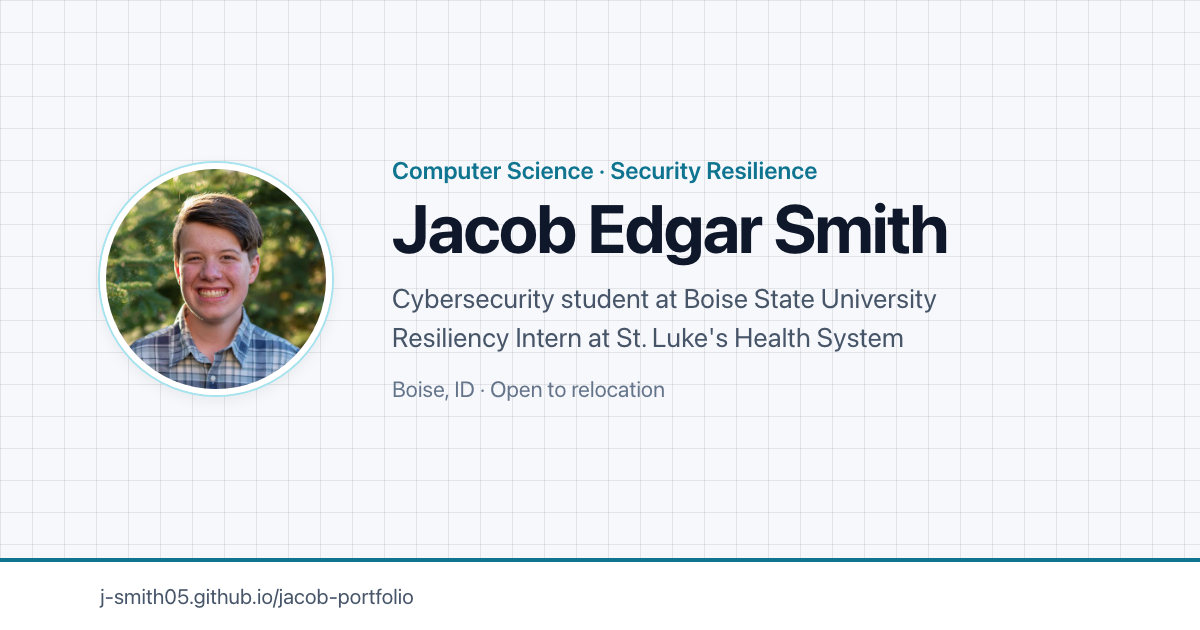 Computer Science · Security Resilience
Jacob Edgar Smith
Cybersecurity student at Boise State University
Resiliency Intern at St. Luke's Health System
Boise, ID · Open to relocation
j-smith05.github.io/jacob-portfolio